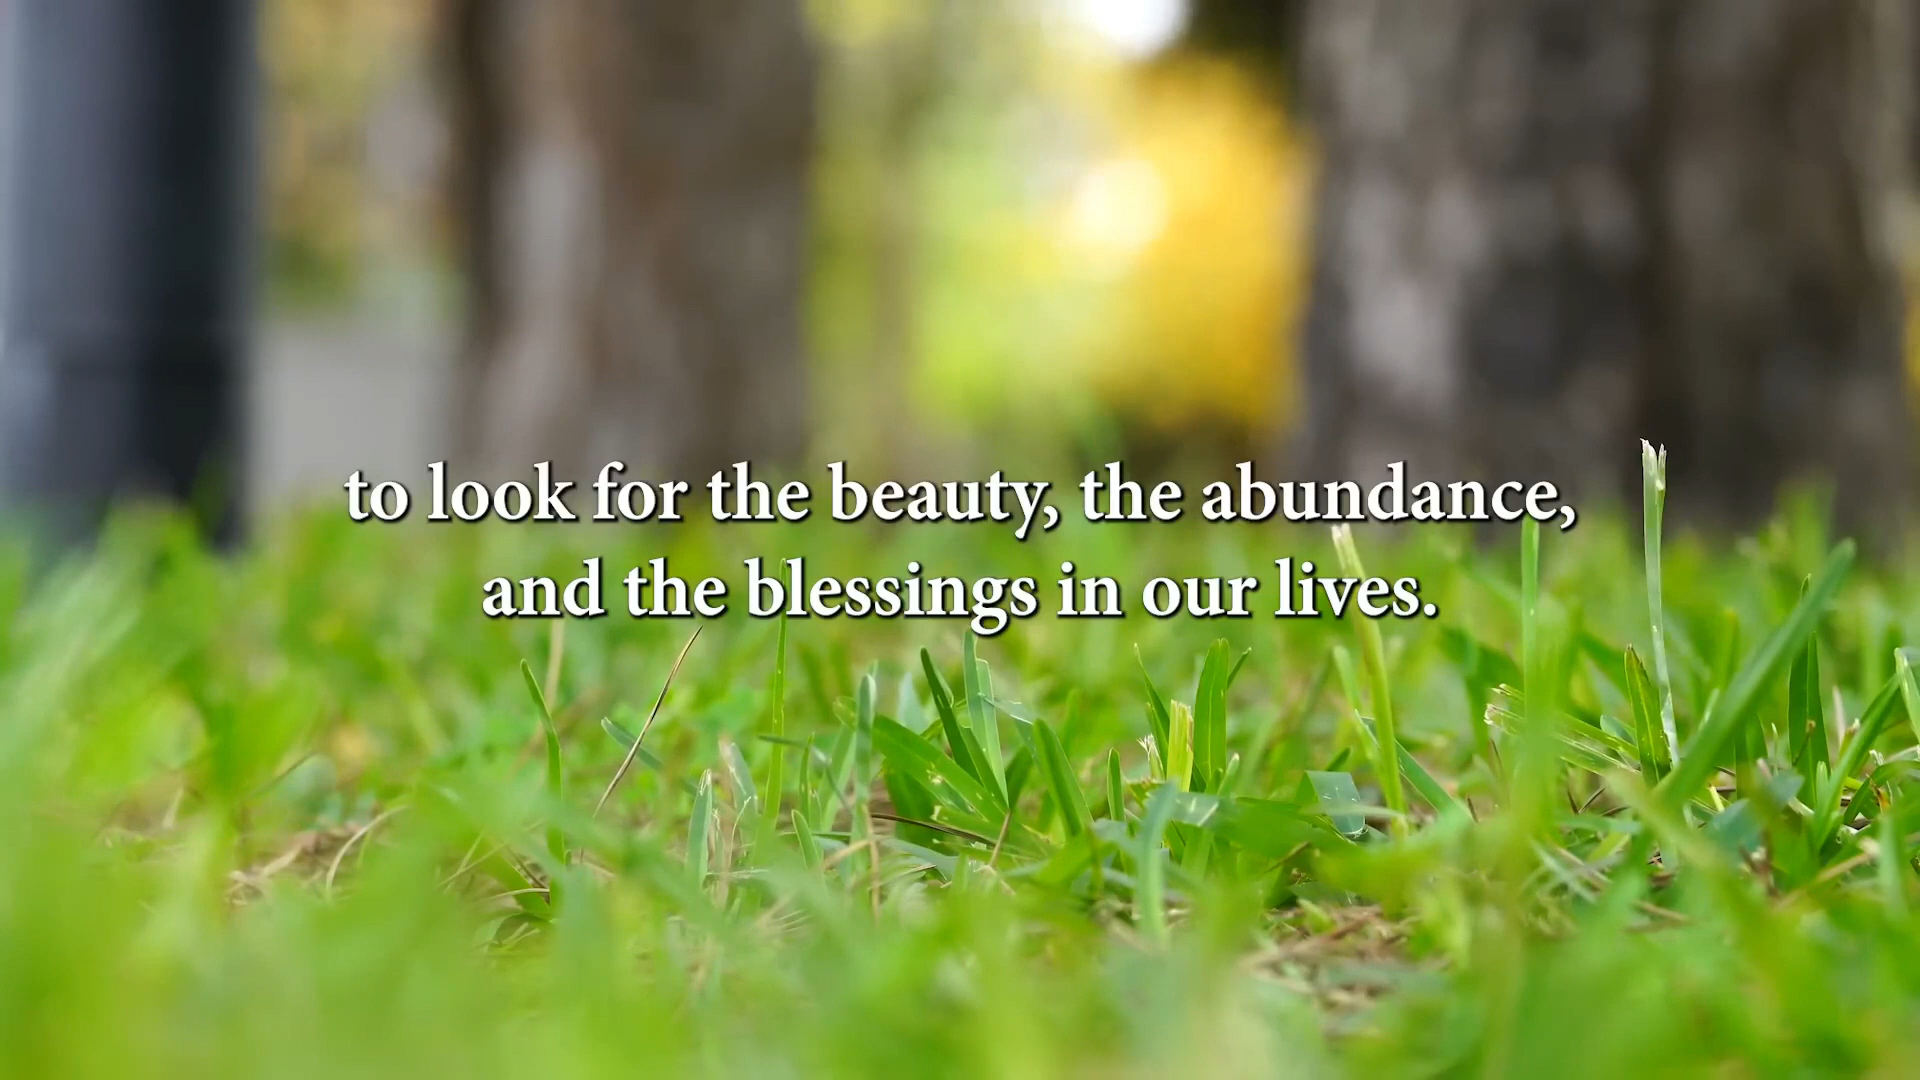 to look for the beauty, the abundance,
and the blessings in our lives.